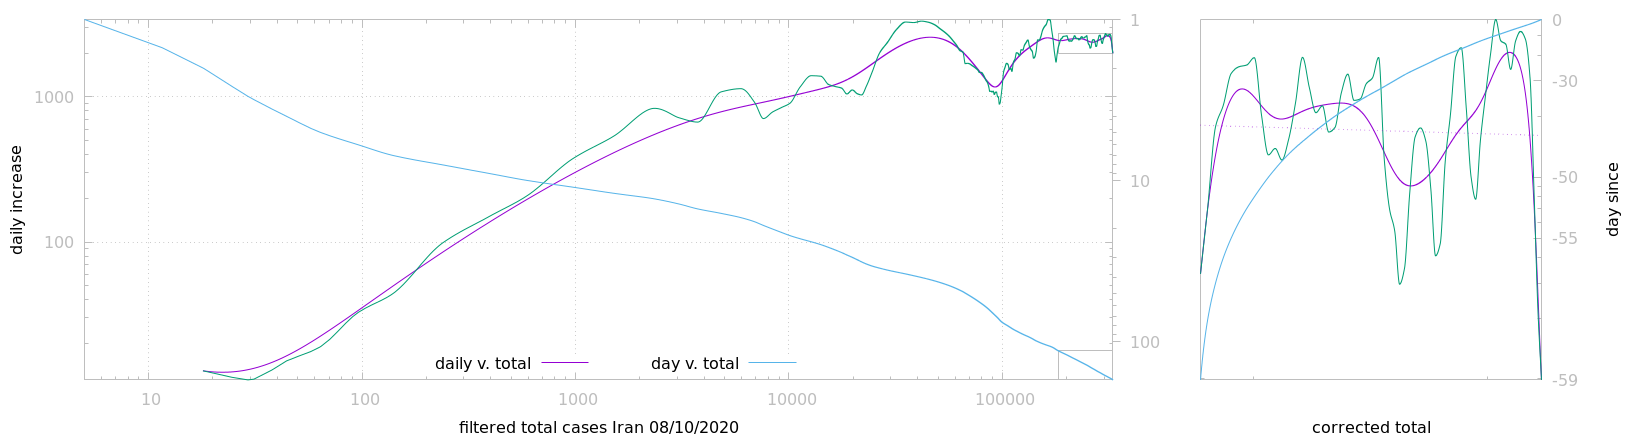 daily increase
1000
100
daily v. total
day v. total
10
100
1000
10000
100000
filtered total cases Iran 08/10/2020
1
10
100
0
-30
-50
-55
-59
day since
corrected total